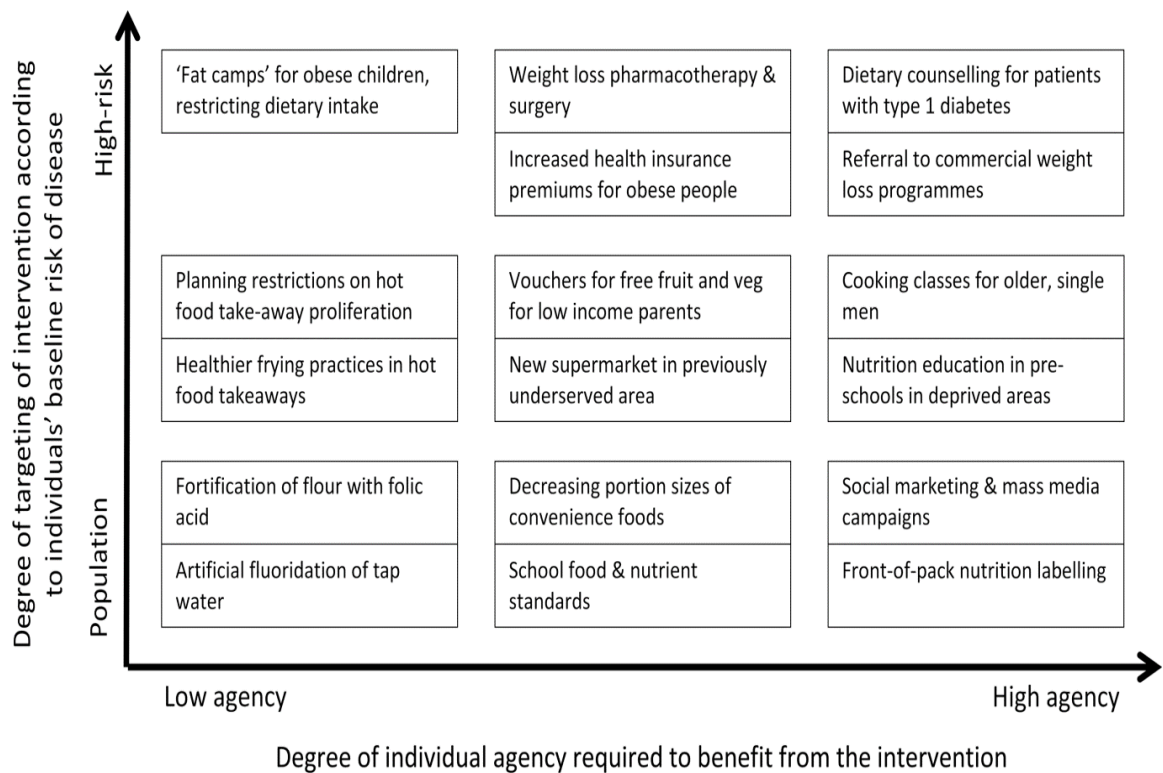 Degree of targeting of intervention according
to individuals’ baseline risk of disease
High-risk
Population
‘Fat camps’ for obese children,
restricting dietary intake
Weight loss pharmacotherapy &
surgery
Increased health insurance
premiums for obese people
Dietary counselling for patients
with type 1 diabetes
Referral to commercial weight
loss programmes
Planning restrictions on hot
food take-away proliferation
Healthier frying practices in hot
food takeaways
Vouchers for free fruit and veg
for low income parents
New supermarket in previously
underserved area
Cooking classes for older, single
men
Nutrition education in pre-
schools in deprived areas
Fortification of flour with folic
acid
Artificial fluoridation of tap
water
Decreasing portion sizes of
convenience foods
School food & nutrient
standards
Social marketing & mass media
campaigns
Front-of-pack nutrition labelling
Low agency
High agency
Degree of individual agency required to benefit from the intervention